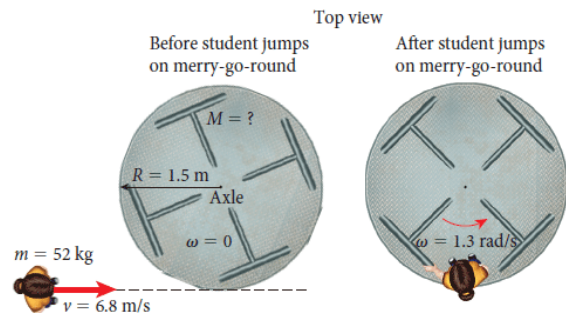 Top view
Before student jumps
on merry-go-round
After student jumps
on merry-go-round
M = ?
R = 1.5 m
Axle
ω = 0
ω = 1.3 rad/s
m = 52 kg
v = 6.8 m/s